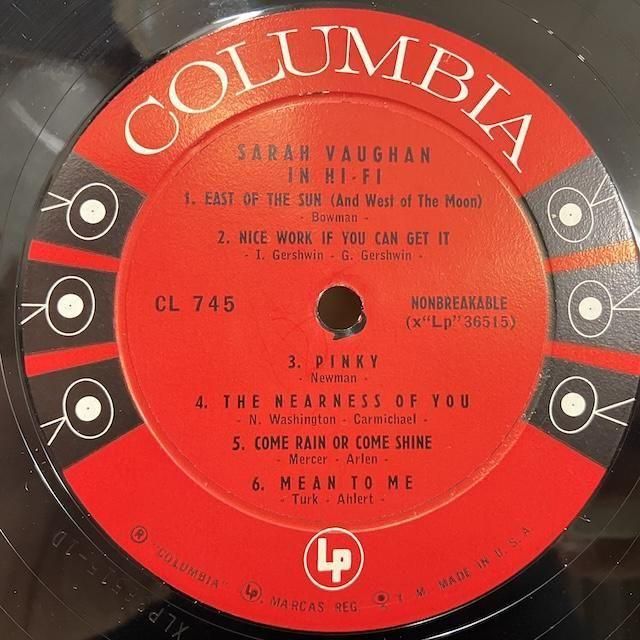 COLUMBIA
SARAH VAUGHAN
IN HI-FI
1. EAST OF THE SUN (And West of The Moon)
- Bowman -
2. NICE WORK IF YOU CAN GET IT
- I. Gershwin - G. Gershwin -
CL 745
NONBREAKABLE
(x"Lp"36515)
3. PINKY
- Newman -
4. THE NEARNESS OF YOU
- N. Washington - Carmichael -
5. COME RAIN OR COME SHINE
- Mercer - Arlen -
6. MEAN TO ME
- Turk - Ahlert -
Lp
® "COLUMBIA" Lp, MARCAS REG. T. M. MADE IN U. S. A.